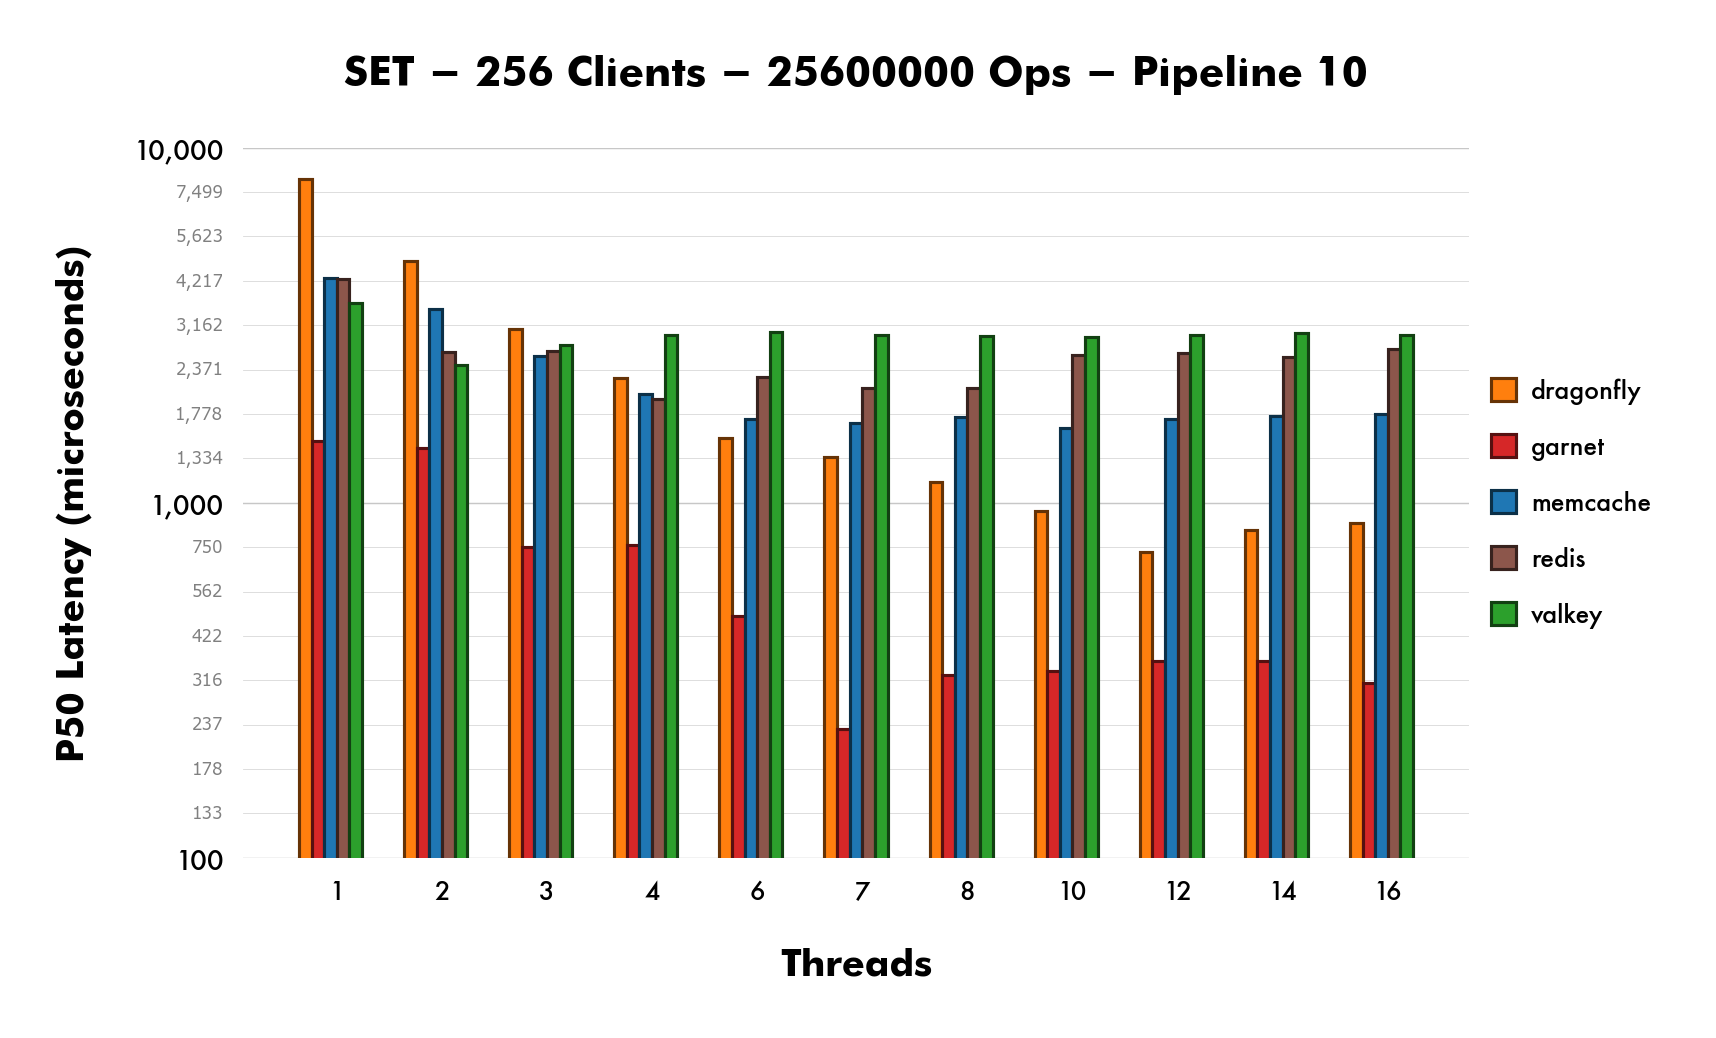 SET – 256 Clients – 25600000 Ops – Pipeline 10
P50 Latency (microseconds)
10,000
7,499
5,623
4,217
3,162
2,371
1,778
1,334
1,000
750
562
422
316
237
178
133
100
1 2 3 4 6 7 8 10 12 14 16
Threads
dragonfly
garnet
memcache
redis
valkey